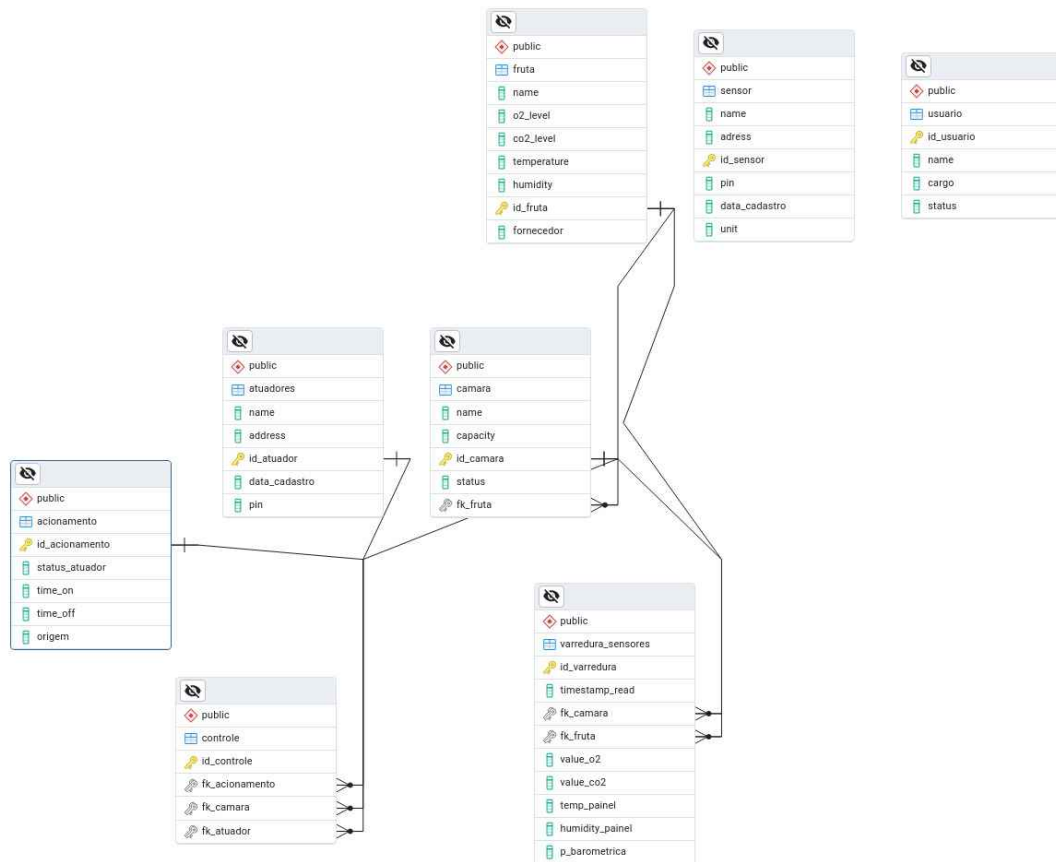 public
fruta
name
o2_level
co2_level
temperature
humidity
id_fruta
fornecedor
public
sensor
name
adress
id_sensor
pin
data_cadastro
unit
public
usuario
id_usuario
name
cargo
status
public
atuadores
name
address
id_atuador
data_cadastro
pin
public
camara
name
capacity
id_camara
status
fk_fruta
public
acionamento
id_acionamento
status_atuador
time_on
time_off
origem
public
varredura_sensores
id_varredura
timestamp_read
fk_camara
fk_fruta
value_o2
value_co2
temp_painel
humidity_painel
p_barometrica
public
controle
id_controle
fk_acionamento
fk_camara
fk_atuador